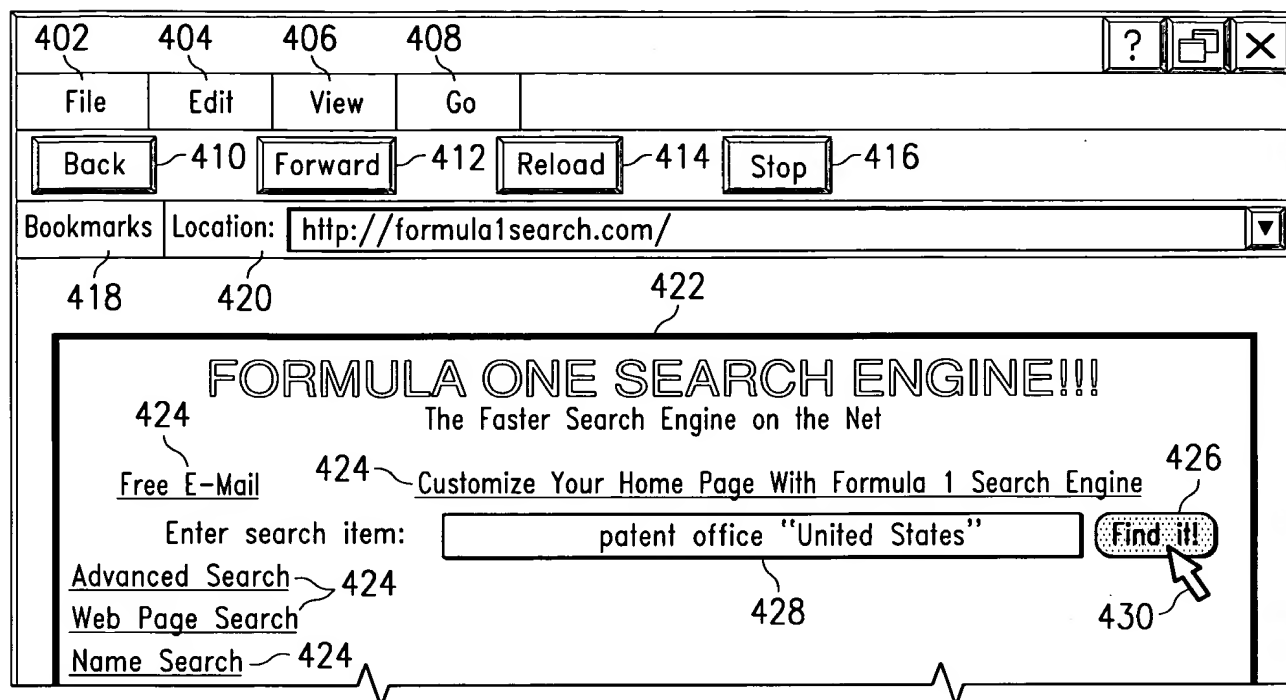 402 404 406 408
?
File Edit View Go
Back 410 Forward 412 Reload 414 Stop 416
Bookmarks Location: http://formula1search.com/
418 420 422
FORMULA ONE SEARCH ENGINE!!!
The Faster Search Engine on the Net
424
Free E-Mail 424 Customize Your Home Page With Formula 1 Search Engine 426
Enter search item: patent office "United States" Find it!
Advanced Search 424
Web Page Search 428 430
Name Search 424